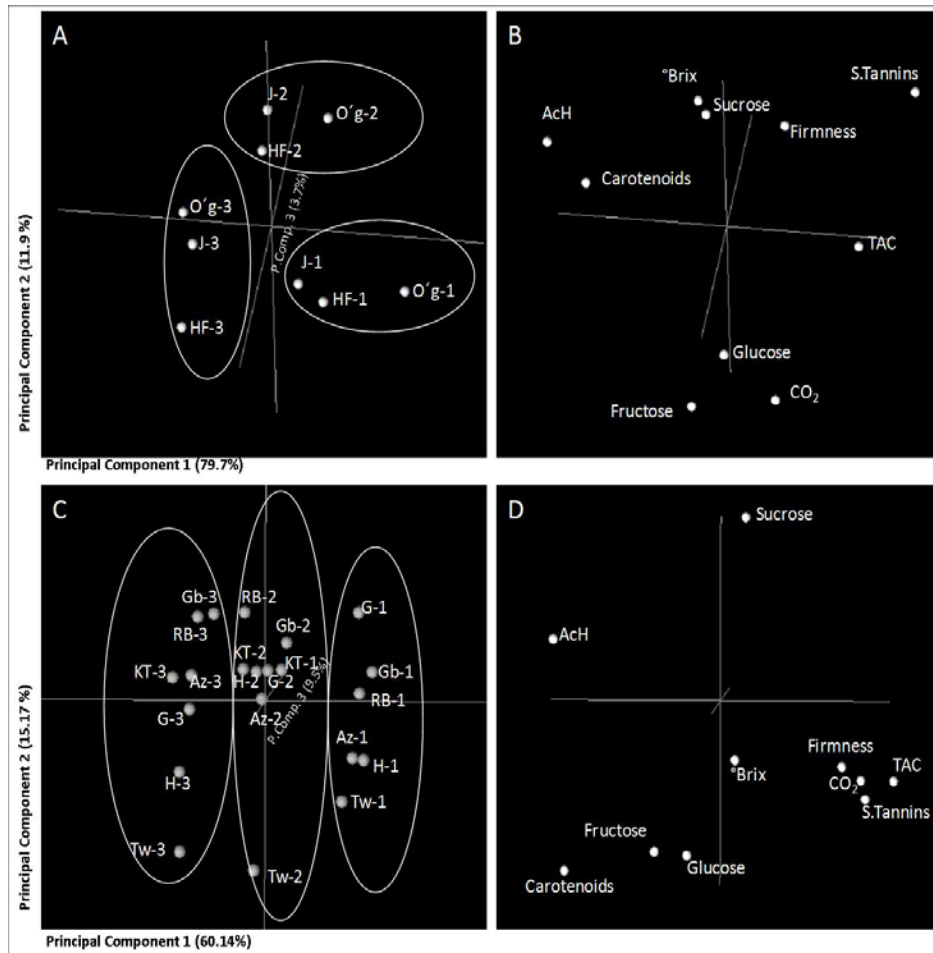 A
J-2
O´g-2
HF-2
P.Comp. 3 (3.7%)
O´g-3
J-3
J-1
HF-1
O´g-1
HF-3
Principal Component 2 (11.9 %)
Principal Component 1 (79.7%)
B
°Brix
S.Tannins
Sucrose
AcH
Firmness
Carotenoids
TAC
Glucose
CO₂
Fructose
C
Gb-3
RB-2
G-1
RB-3
Gb-2
KT-2
KT-1
KT-3
H-2
G-2
Gb-1
Az-3
RB-1
G-3
Az-2
P.Comp.3 (9.5%)
Az-1
H-3
H-1
Tw-1
Tw-3
Tw-2
Principal Component 2 (15.17 %)
Principal Component 1 (60.14%)
D
Sucrose
AcH
Firmness
°Brix
CO₂
TAC
S.Tannins
Fructose
Glucose
Carotenoids